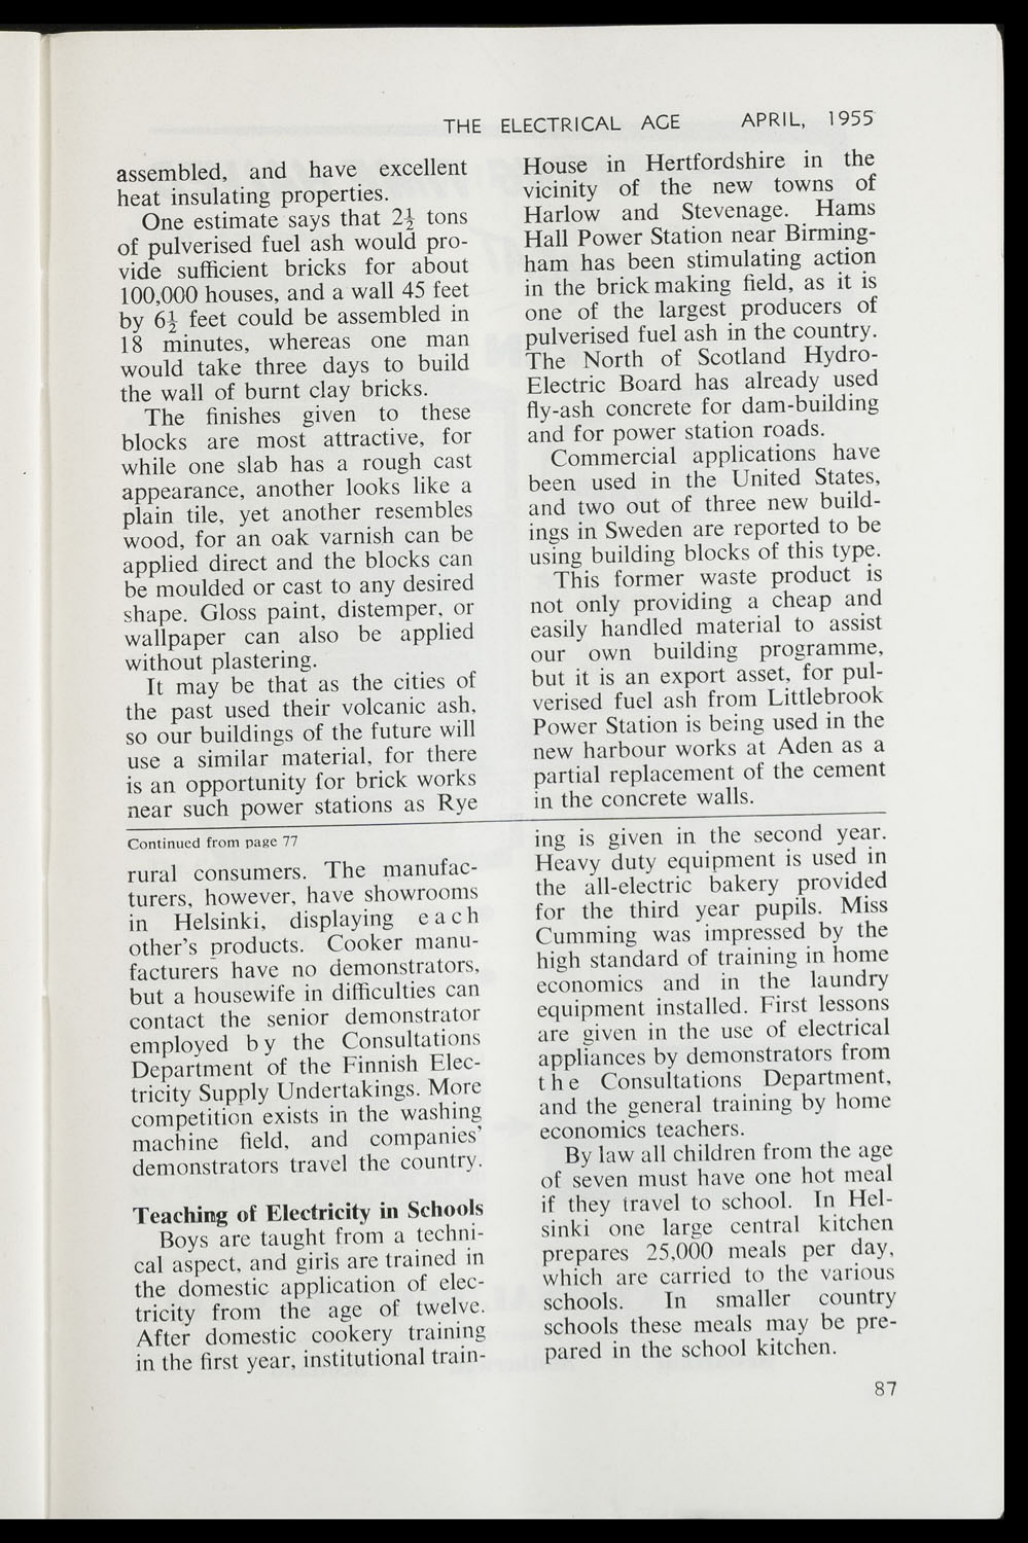 THE ELECTRICAL AGE APRIL, 1955
assembled, and have excellent
heat insulating properties.
One estimate says that 2½ tons
of pulverised fuel ash would pro-
vide sufficient bricks for about
100,000 houses, and a wall 45 feet
by 6½ feet could be assembled in
18 minutes, whereas one man
would take three days to build
the wall of burnt clay bricks.
The finishes given to these
blocks are most attractive, for
while one slab has a rough cast
appearance, another looks like a
plain tile, yet another resembles
wood, for an oak varnish can be
applied direct and the blocks can
be moulded or cast to any desired
shape. Gloss paint, distemper, or
wallpaper can also be applied
without plastering.
It may be that as the cities of
the past used their volcanic ash,
so our buildings of the future will
use a similar material, for there
is an opportunity for brick works
near such power stations as Rye
House in Hertfordshire in the
vicinity of the new towns of
Harlow and Stevenage. Hams
Hall Power Station near Birming-
ham has been stimulating action
in the brick making field, as it is
one of the largest producers of
pulverised fuel ash in the country.
The North of Scotland Hydro-
Electric Board has already used
fly-ash concrete for dam-building
and for power station roads.
Commercial applications have
been used in the United States,
and two out of three new build-
ings in Sweden are reported to be
using building blocks of this type.
This former waste product is
not only providing a cheap and
easily handled material to assist
our own building programme,
but it is an export asset, for pul-
verised fuel ash from Littlebrook
Power Station is being used in the
new harbour works at Aden as a
partial replacement of the cement
in the concrete walls.
Continued from page 77
rural consumers. The manufac-
turers, however, have showrooms
in Helsinki, displaying each
other's products. Cooker manu-
facturers have no demonstrators,
but a housewife in difficulties can
contact the senior demonstrator
employed by the Consultations
Department of the Finnish Elec-
tricity Supply Undertakings. More
competition exists in the washing
machine field, and companies'
demonstrators travel the country.
Teaching of Electricity in Schools
Boys are taught from a techni-
cal aspect, and girls are trained in
the domestic application of elec-
tricity from the age of twelve.
After domestic cookery training
in the first year, institutional train-
ing is given in the second year.
Heavy duty equipment is used in
the all-electric bakery provided
for the third year pupils. Miss
Cumming was impressed by the
high standard of training in home
economics and in the laundry
equipment installed. First lessons
are given in the use of electrical
appliances by demonstrators from
the Consultations Department,
and the general training by home
economics teachers.
By law all children from the age
of seven must have one hot meal
if they travel to school. In Hel-
sinki one large central kitchen
prepares 25,000 meals per day,
which are carried to the various
schools. In smaller country
schools these meals may be pre-
pared in the school kitchen.
87